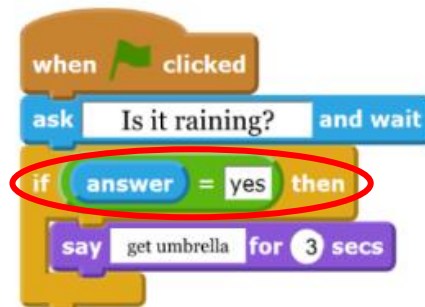 when clicked
ask Is it raining? and wait
if answer = yes then
say get umbrella for 3 secs